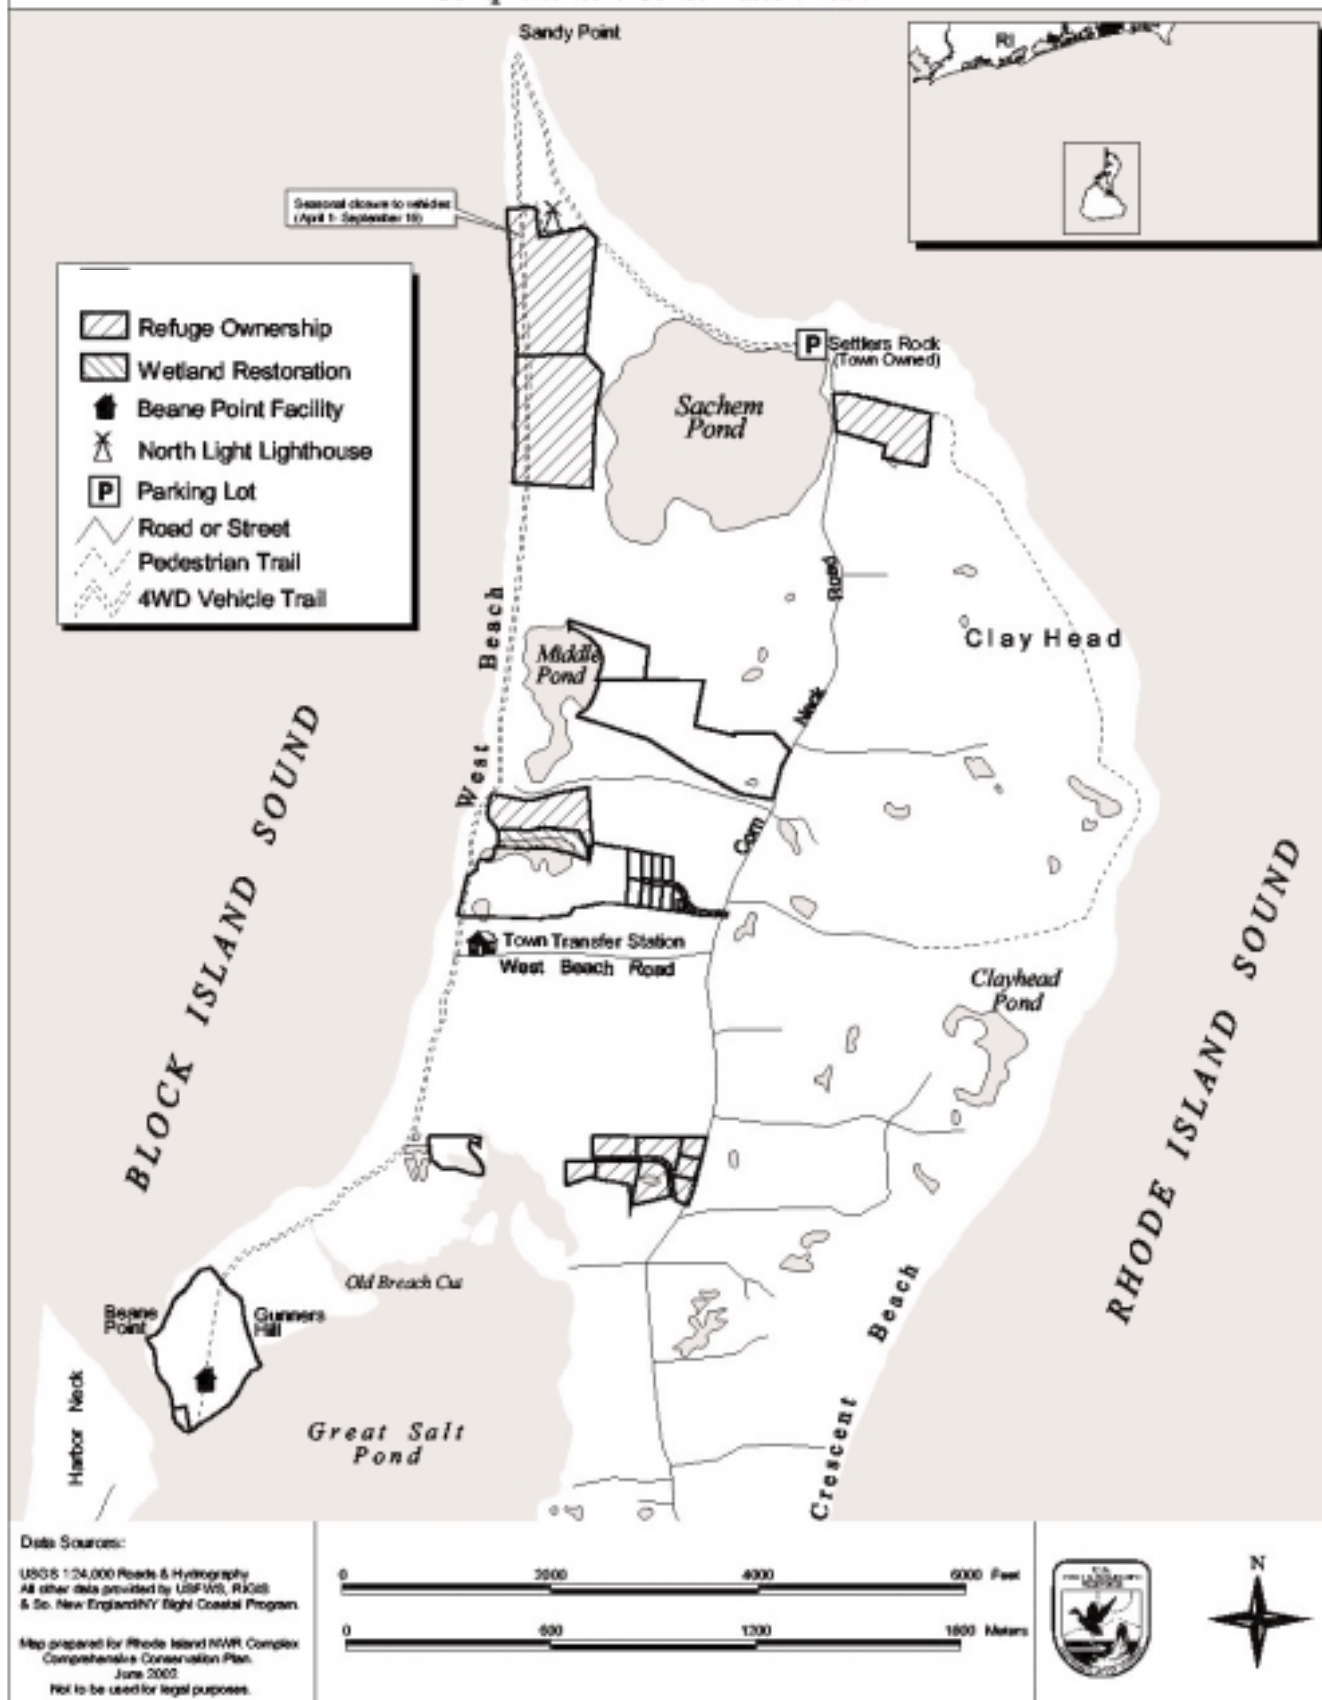 Sandy Point
RI
Seasonal closure to vehicles
(April 1- September 15)
Refuge Ownership
Wetland Restoration
Beane Point Facility
North Light Lighthouse
P Parking Lot
Road or Street
Pedestrian Trail
4WD Vehicle Trail
P Settlers Rock
(Town Owned)
Sachem
Pond
Clay Head
Middle
Pond
West Beach
Corn Neck Road
BLOCK ISLAND SOUND
RHODE ISLAND SOUND
Town Transfer Station
West Beach Road
Clayhead
Pond
Old Breach Cut
Beane
Point
Gunners
Hill
Harbor Neck
Great Salt
Pond
Crescent Beach
Data Sources:
USGS 1:24,000 Roads & Hydrography
All other data provided by USFWS, RIGIS
& So. New England/NY Bight Coastal Program.
Map prepared for Rhode Island NWR Complex
Comprehensive Conservation Plan.
June 2002
Not to be used for legal purposes.
0 2000 4000 6000 Feet
0 600 1200 1800 Meters
N